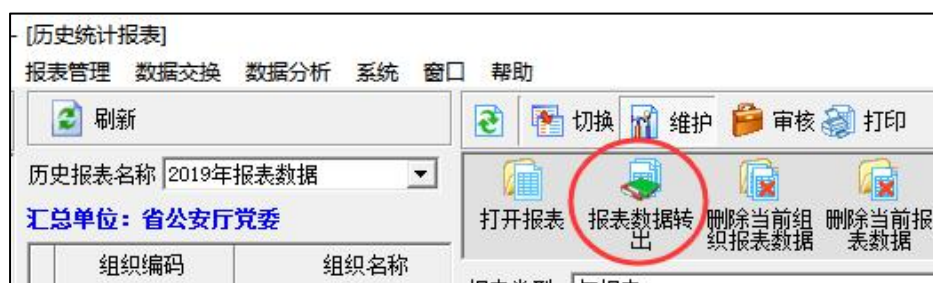 [历史统计报表]
报表管理 数据交换 数据分析 系统 窗口 帮助
刷新 切换 维护 审核 打印
历史报表名称 2019年报表数据
汇总单位：省公安厅党委
打开报表 报表数据转出 删除当前组织报表数据 删除当前报表数据
组织编码 组织名称